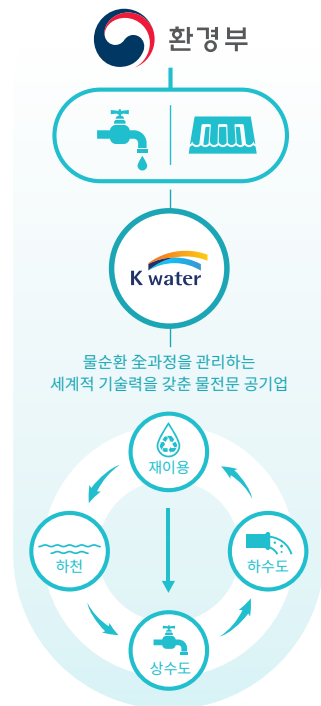 환경부
K water
물순환 全과정을 관리하는
세계적 기술력을 갖춘 물전문 공기업
재이용
하천
하수도
상수도